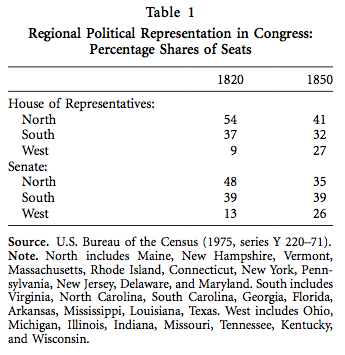 Table 1
Regional Political Representation in Congress:
Percentage Shares of Seats
1820 1850
House of Representatives:
North 54 41
South 37 32
West 9 27
Senate:
North 48 35
South 39 39
West 13 26
Source. U.S. Bureau of the Census (1975, series Y 220–71).
Note. North includes Maine, New Hampshire, Vermont,
Massachusetts, Rhode Island, Connecticut, New York, Penn-
sylvania, New Jersey, Delaware, and Maryland. South includes
Virginia, North Carolina, South Carolina, Georgia, Florida,
Arkansas, Mississippi, Louisiana, Texas. West includes Ohio,
Michigan, Illinois, Indiana, Missouri, Tennessee, Kentucky,
and Wisconsin.